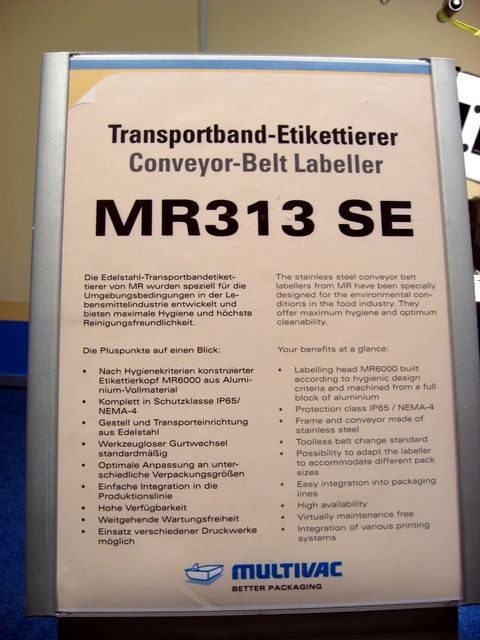 Transportband-Etikettierer
Conveyor-Belt Labeller
MR313 SE
Die Edelstahl-Transportbandetiket-
tierer von MR wurden speziell für die
Umgebungsbedingungen in der Le-
bensmittelindustrie entwickelt und
bieten maximale Hygiene und höchste
Reinigungsfreundlichkeit.
Die Pluspunkte auf einen Blick:
• Nach Hygienekriterien konstruierter
Etikettierkopf MR6000 aus Alumi-
nium-Vollmaterial
• Komplett in Schutzklasse IP65/
NEMA-4
• Gestell und Transporteinrichtung
aus Edelstahl
• Werkzeugloser Gurtwechsel
standardmäßig
• Optimale Anpassung an unter-
schiedliche Verpackungsgrößen
• Einfache Integration in die
Produktionslinie
• Hohe Verfügbarkeit
• Weitgehende Wartungsfreiheit
• Einsatz verschiedener Druckwerke
möglich
The stainless steel conveyor belt
labellers from MR have been specially
designed for the environmental con-
ditions in the food industry. They
offer maximum hygiene and optimum
cleanability.
Your benefits at a glance:
• Labelling head MR6000 built
according to hygienic design
criteria and machined from a full
block of aluminium
• Protection class IP65 / NEMA-4
• Frame and conveyor made of
stainless steel
• Toolless belt change standard
• Possibility to adapt the labeller
to accommodate different pack
sizes
• Easy integration into packaging
lines
• High availability
• Virtually maintenance free
• Integration of various printing
systems
MULTIVAC
BETTER PACKAGING